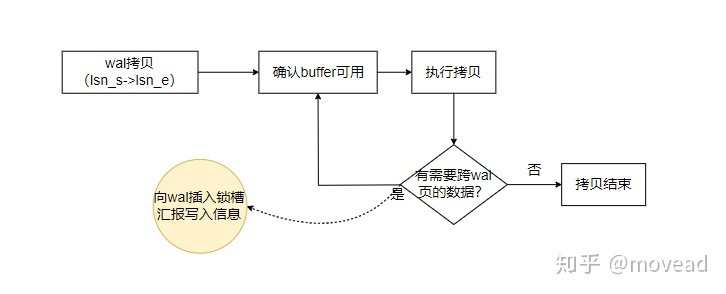 wal拷贝
（lsn_s->lsn_e）
确认buffer可用
执行拷贝
有需要跨wal
页的数据?
是
否
拷贝结束
向wal插入锁槽
汇报写入信息
知乎 @movead